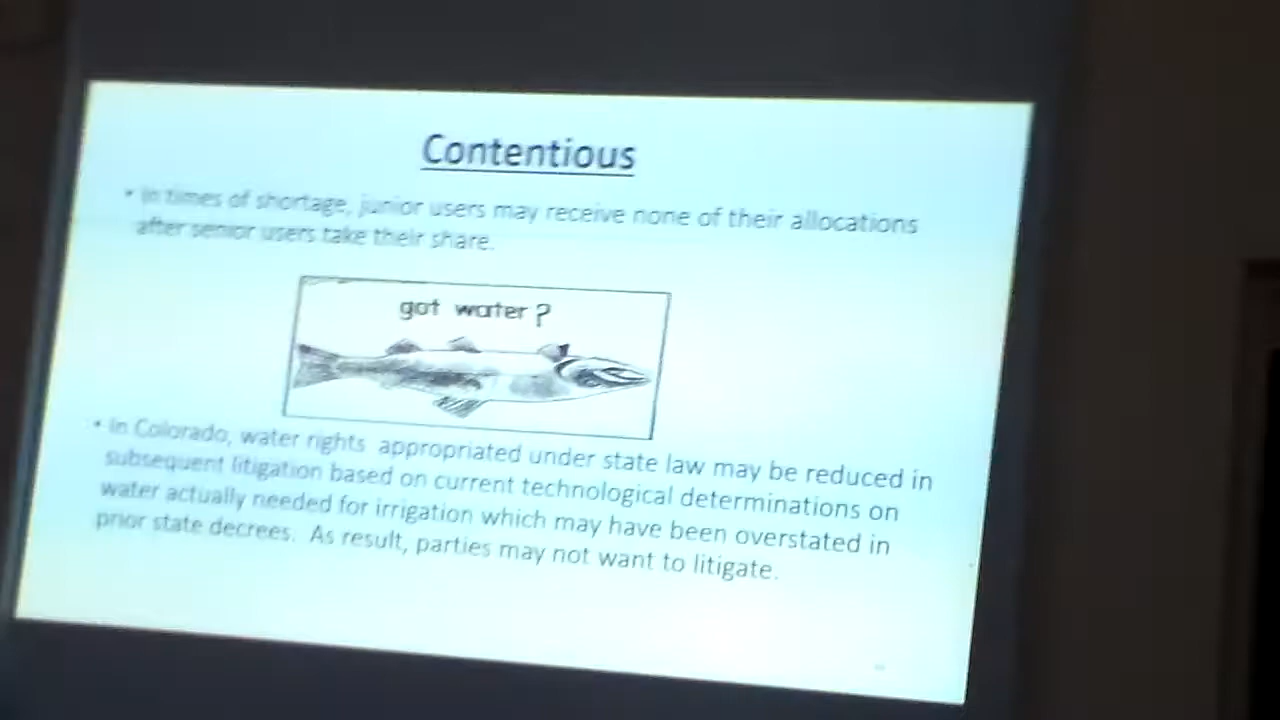 Contentious
• In times of shortage, junior users may receive none of their allocations
after senior users take their share.
got water?
• In Colorado, water rights appropriated under state law may be reduced in
subsequent litigation based on current technological determinations on
water actually needed for irrigation which may have been overstated in
prior state decrees. As result, parties may not want to litigate.